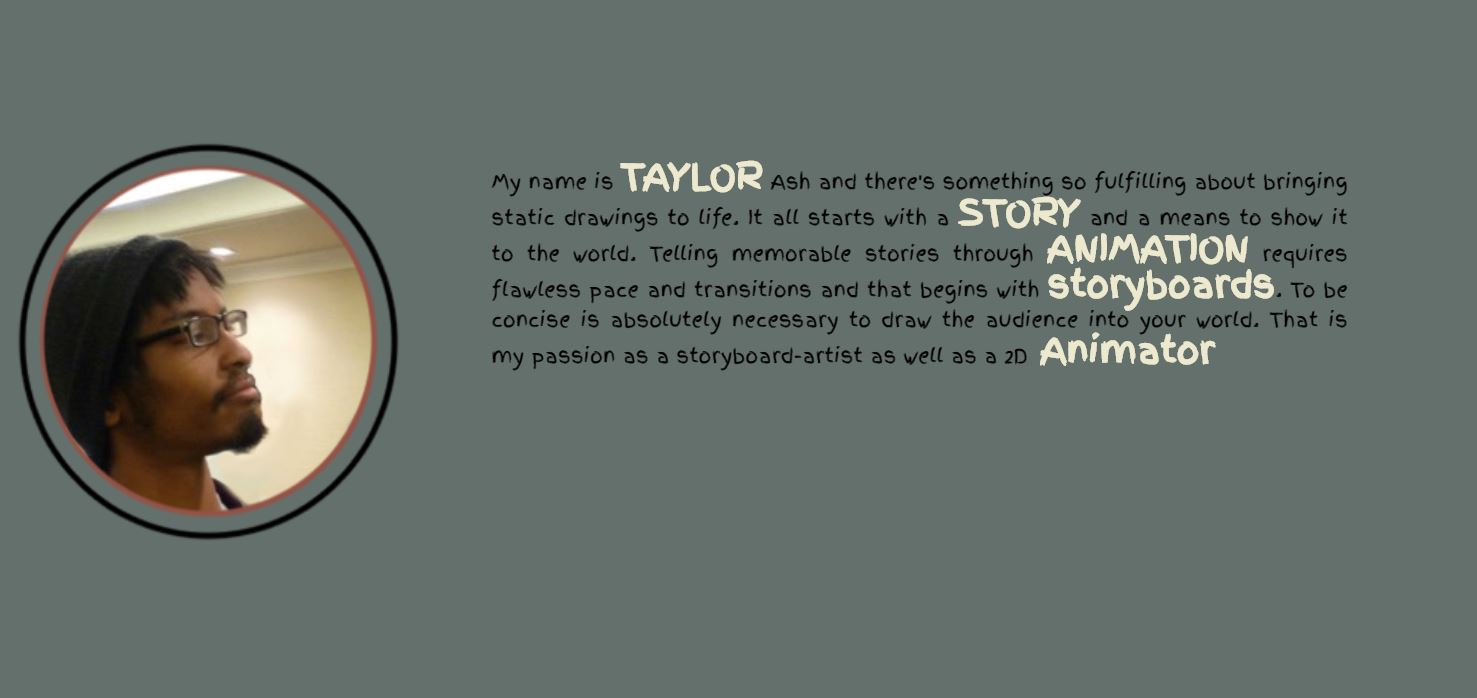 My name is TAYLOR Ash and there's something so fulfilling about bringing
static drawings to life. It all starts with a STORY and a means to show it
to the world. Telling memorable stories through ANIMATION requires
flawless pace and transitions and that begins with storyboards. To be
concise is absolutely necessary to draw the audience into your world. That is
my passion as a storyboard-artist as well as a 2D Animator